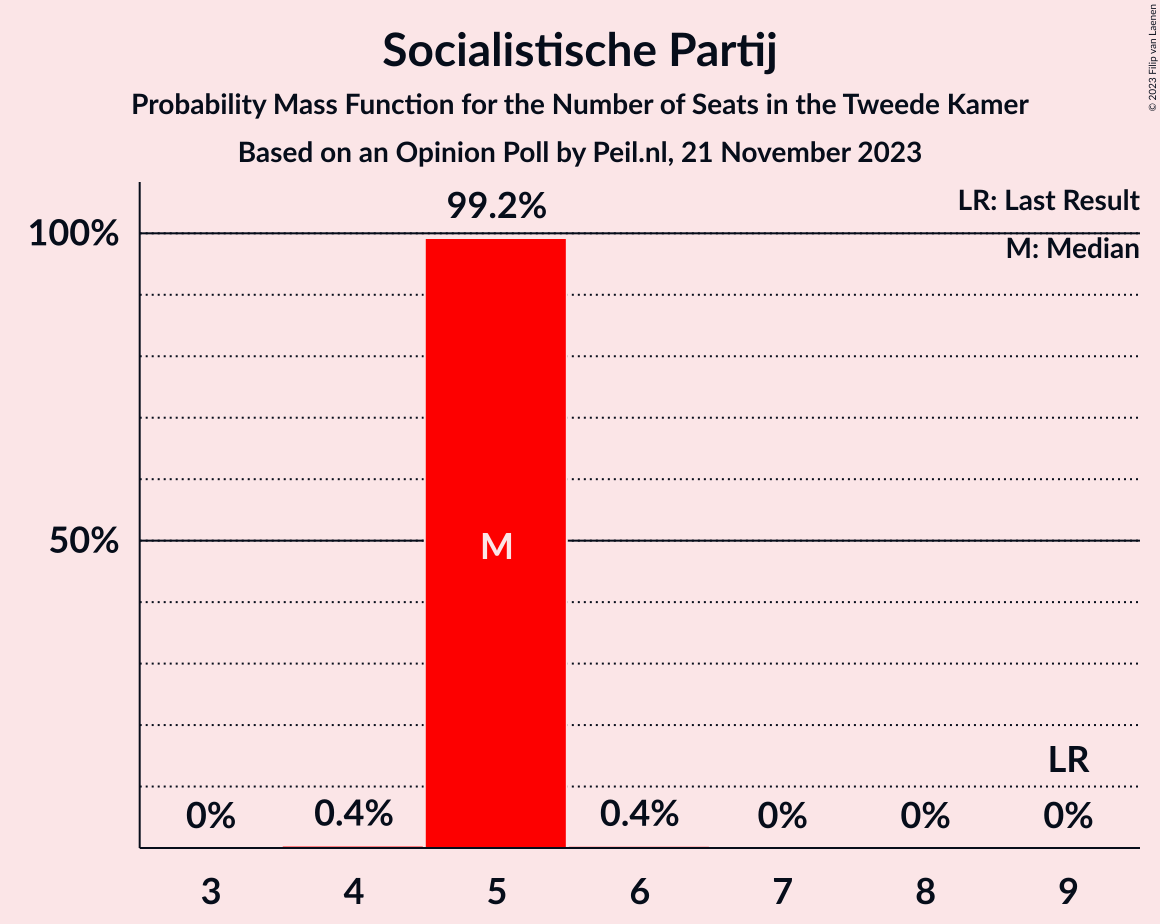 Socialistische Partij
Probability Mass Function for the Number of Seats in the Tweede Kamer
Based on an Opinion Poll by Peil.nl, 21 November 2023
© 2023 Filip van Laenen
LR: Last Result
M: Median
99.2%
100%
50%
M
LR
0% 0.4% 0.4% 0% 0% 0%
3 4 5 6 7 8 9